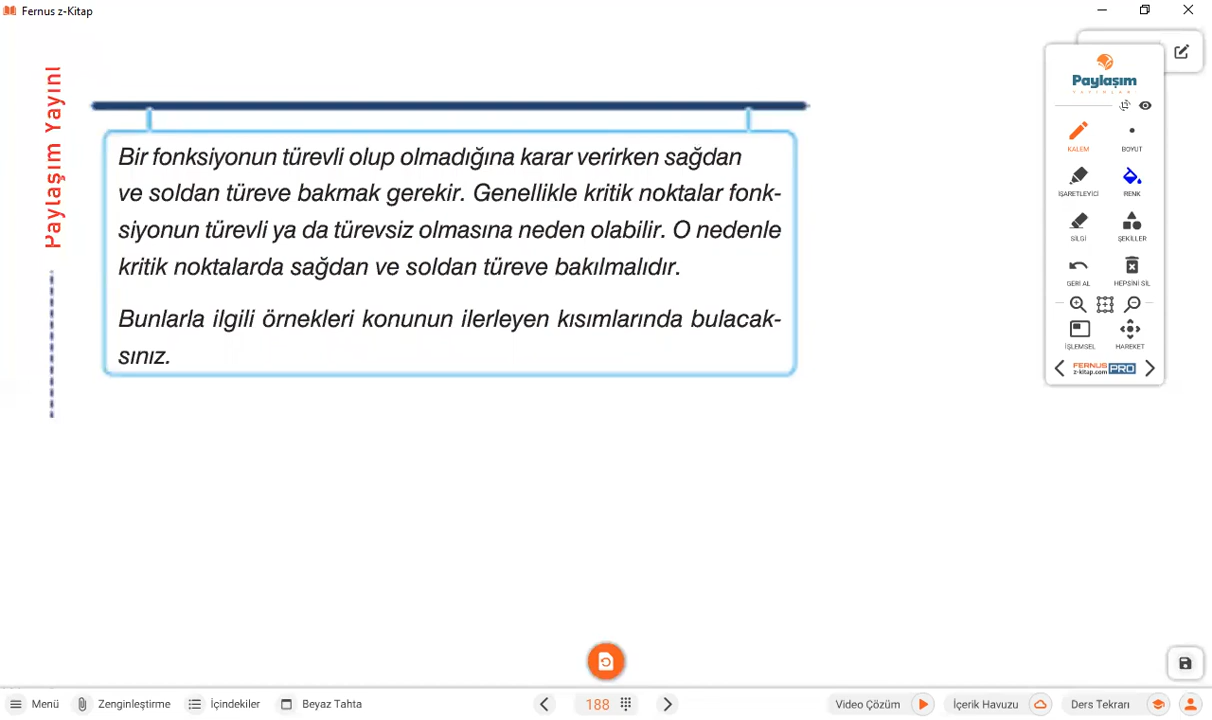 Fernus z-Kitap
Paylaşım Yayınl
Bir fonksiyonun türevli olup olmadığına karar verirken sağdan
ve soldan türeve bakmak gerekir. Genellikle kritik noktalar fonk-
siyonun türevli ya da türevsiz olmasına neden olabilir. O nedenle
kritik noktalarda sağdan ve soldan türeve bakılmalıdır.
Bunlarla ilgili örnekleri konunun ilerleyen kısımlarında bulacak-
sınız.
Paylaşım
YAYINLARI
KALEM
BOYUT
İŞARETLEYİCİ
RENK
SİLGİ
ŞEKİLLER
GERİ AL
HEPSİNİ SİL
İŞLEMSEL
HAREKET
FERNUS
z-kitap.com PRO
Menü
Zenginleştirme
İçindekiler
Beyaz Tahta
188
Video Çözüm
İçerik Havuzu
Ders Tekrarı